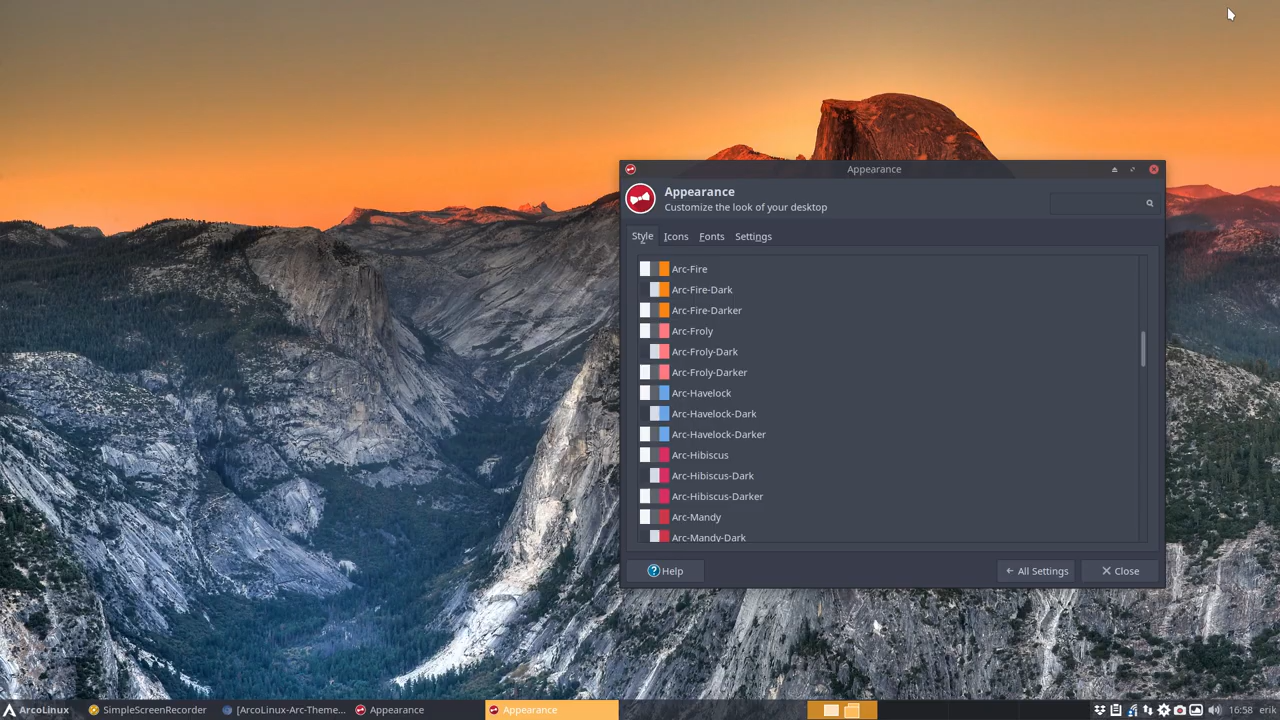 Appearance
Appearance
Customize the look of your desktop
Style Icons Fonts Settings
Arc-Fire
Arc-Fire-Dark
Arc-Fire-Darker
Arc-Froly
Arc-Froly-Dark
Arc-Froly-Darker
Arc-Havelock
Arc-Havelock-Dark
Arc-Havelock-Darker
Arc-Hibiscus
Arc-Hibiscus-Dark
Arc-Hibiscus-Darker
Arc-Mandy
Arc-Mandy-Dark
Help All Settings Close
ArcoLinux SimpleScreenRecorder [ArcoLinux-Arc-Theme... Appearance Appearance 16:58 erik